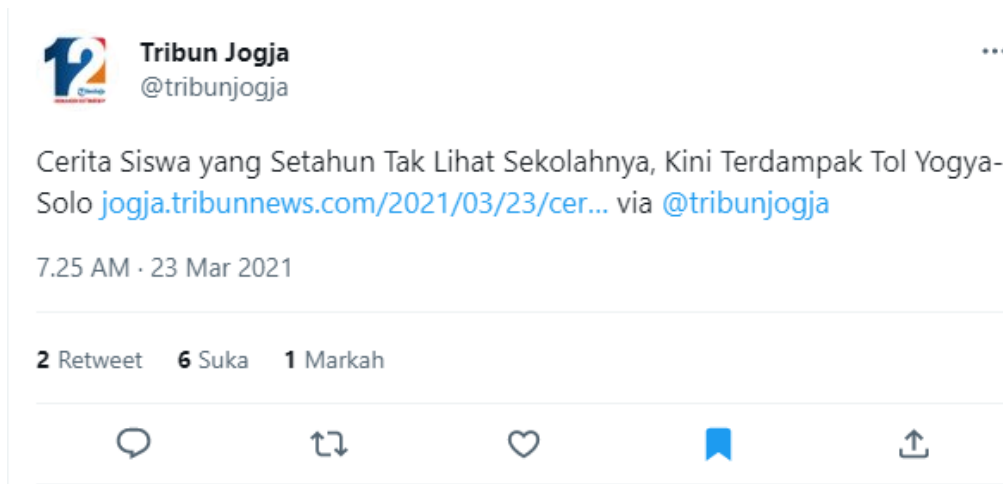 12
Tribun Jogja
@tribunjogja
Cerita Siswa yang Setahun Tak Lihat Sekolahnya, Kini Terdampak Tol Yogya-
Solo jogja.tribunnews.com/2021/03/23/cer... via @tribunjogja
7.25 AM · 23 Mar 2021
2 Retweet 6 Suka 1 Markah